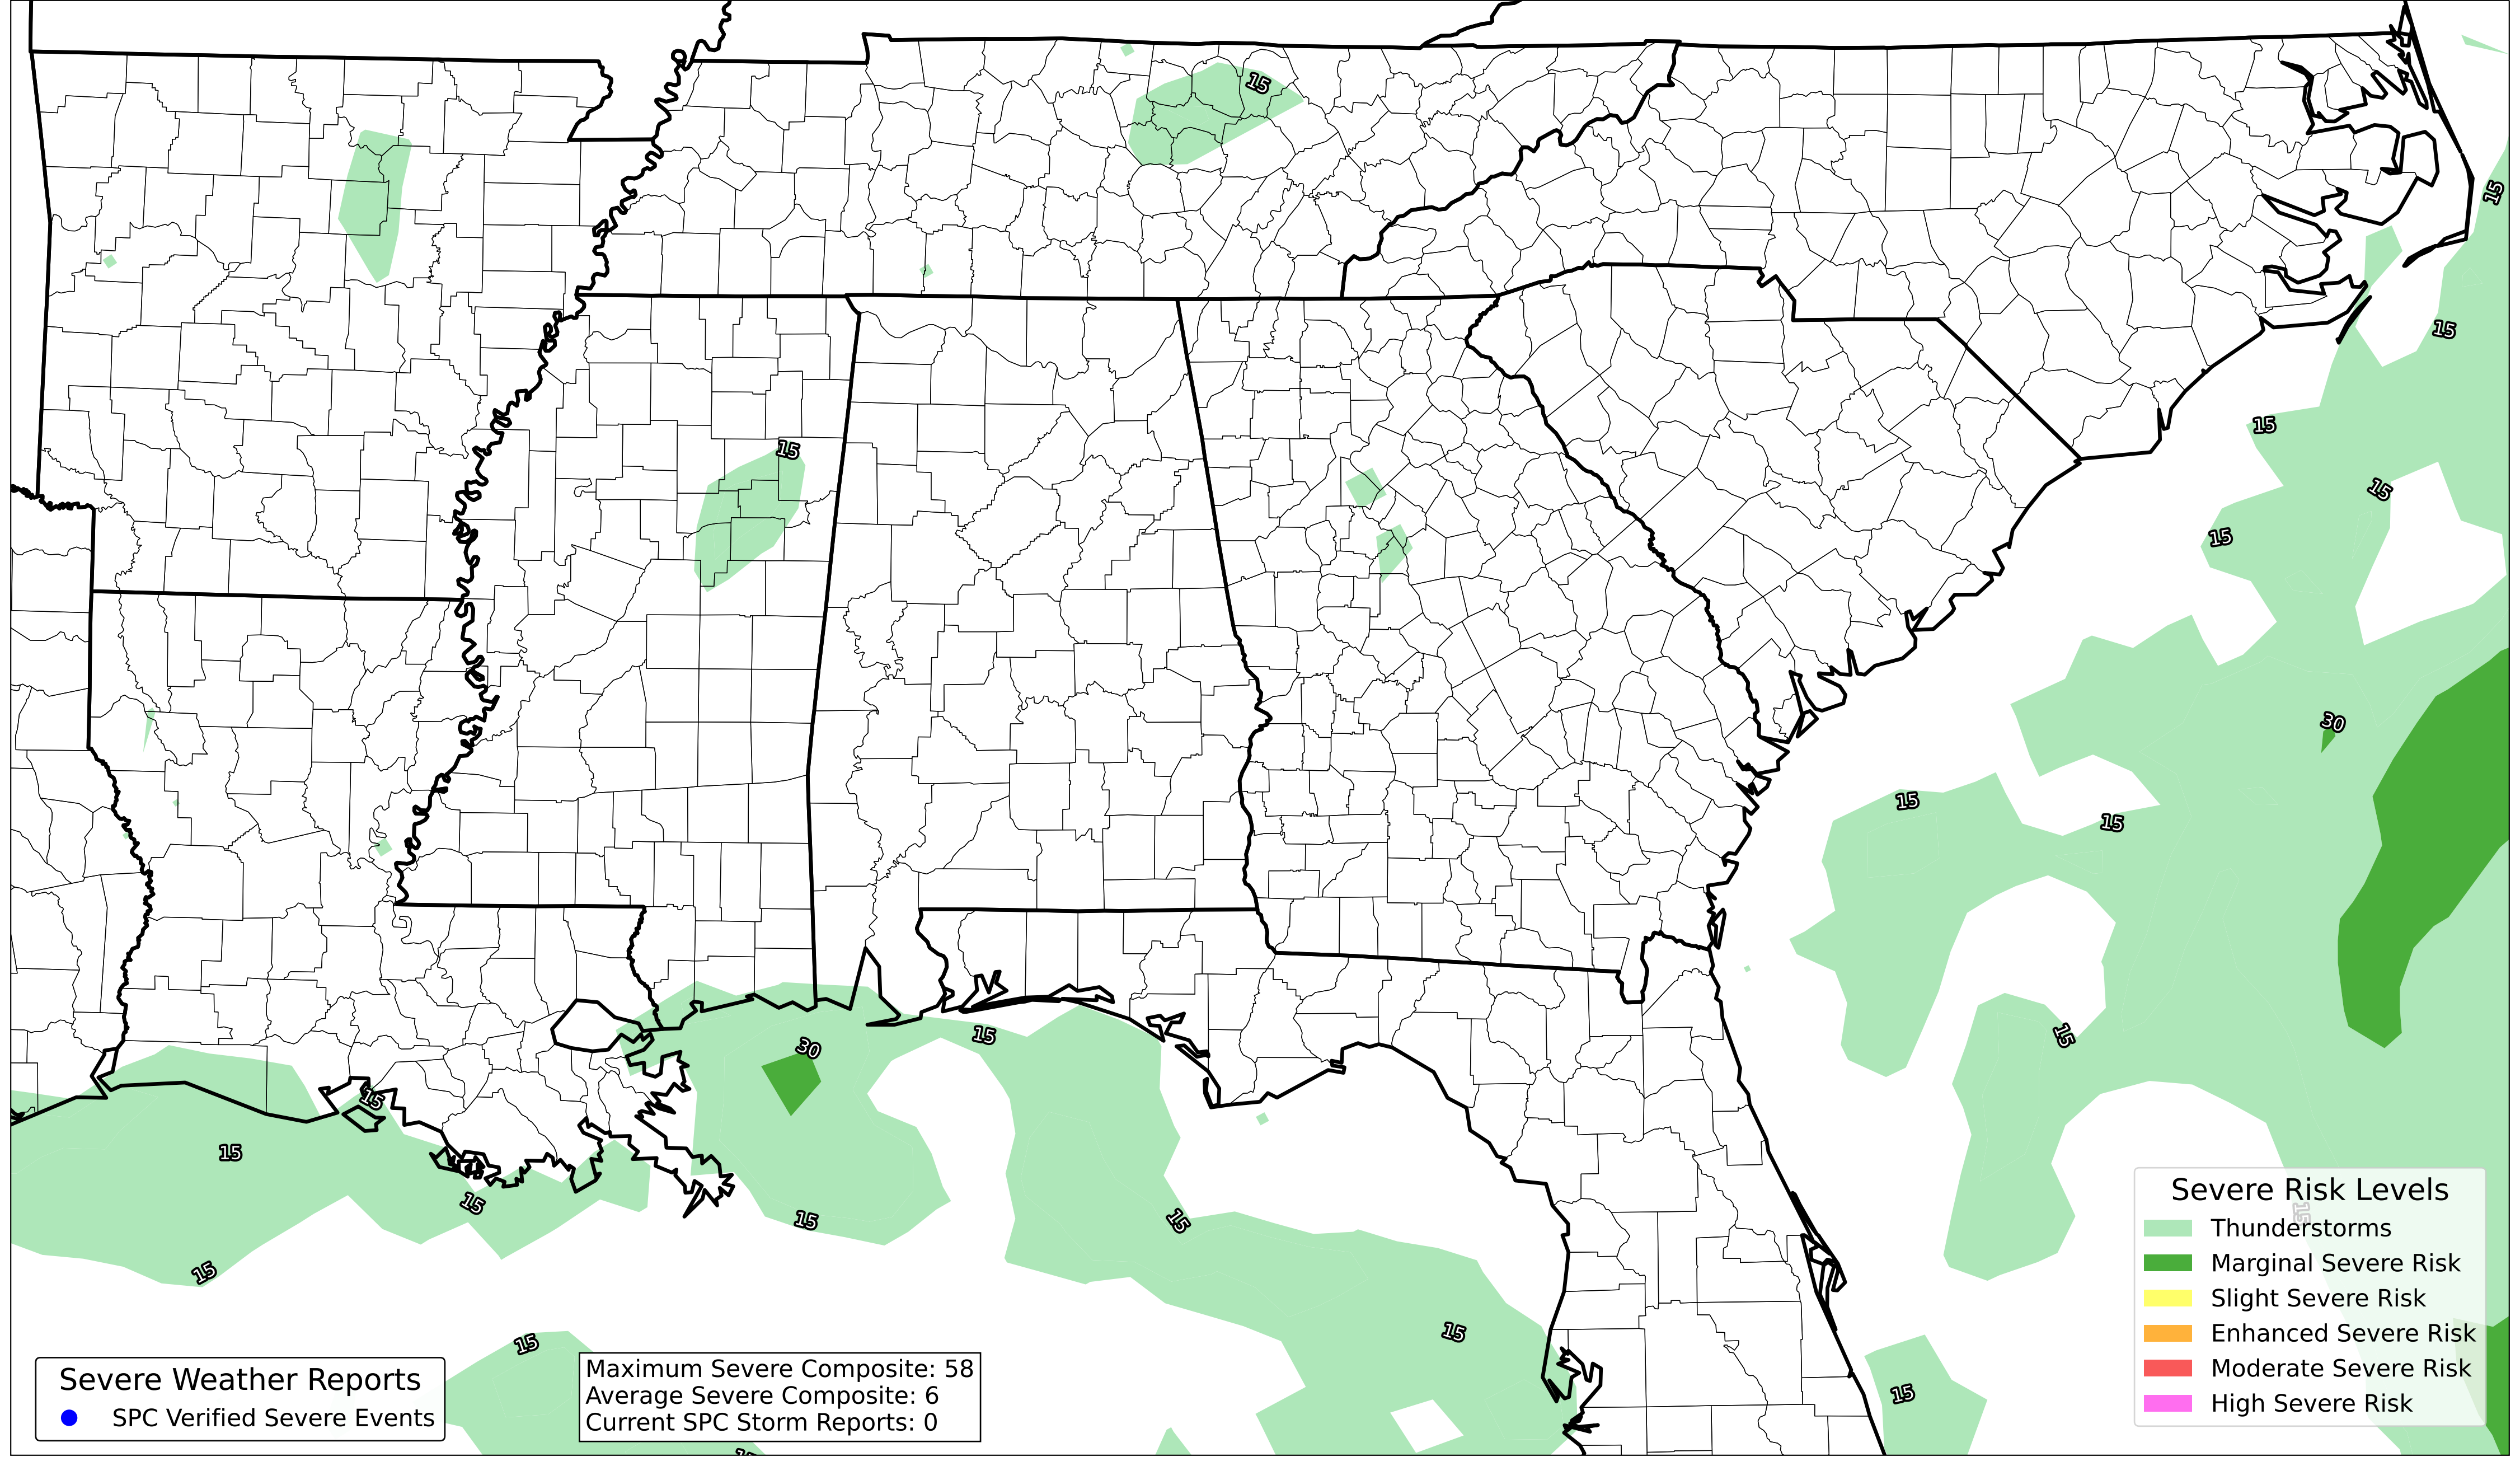 15
15
15
15
15
15
15
15
30
15
15
15
30
15
15
15
15
15
15
15
15
15
15
15
15
Severe Risk Levels
Thunderstorms
Marginal Severe Risk
Slight Severe Risk
Enhanced Severe Risk
Moderate Severe Risk
High Severe Risk
Severe Weather Reports
SPC Verified Severe Events
Maximum Severe Composite: 58
Average Severe Composite: 6
Current SPC Storm Reports: 0